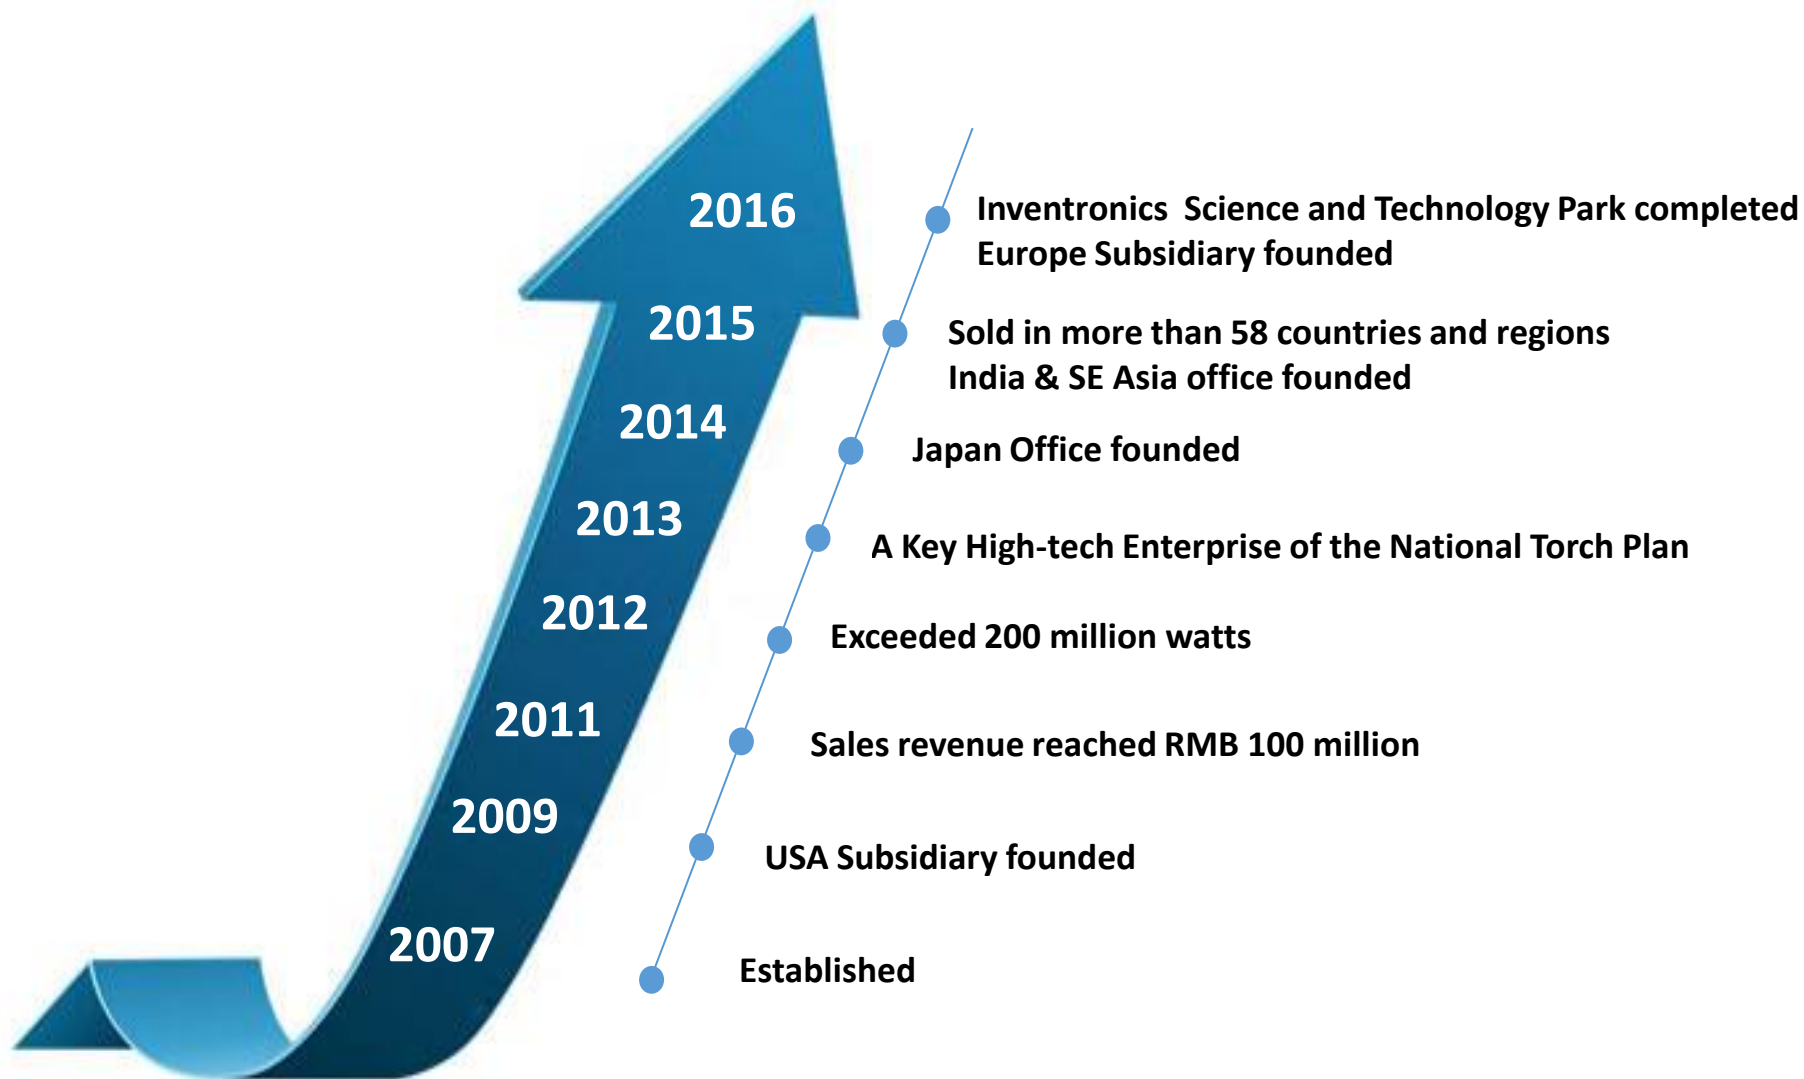 2016
Inventronics  Science and Technology Park completed
Europe Subsidiary founded
2015
Sold in more than 58 countries and regions
India & SE Asia office founded
2014
Japan Office founded
2013
A Key High-tech Enterprise of the National Torch Plan
2012
Exceeded 200 million watts
2011
Sales revenue reached RMB 100 million
2009
USA Subsidiary founded
2007
Established